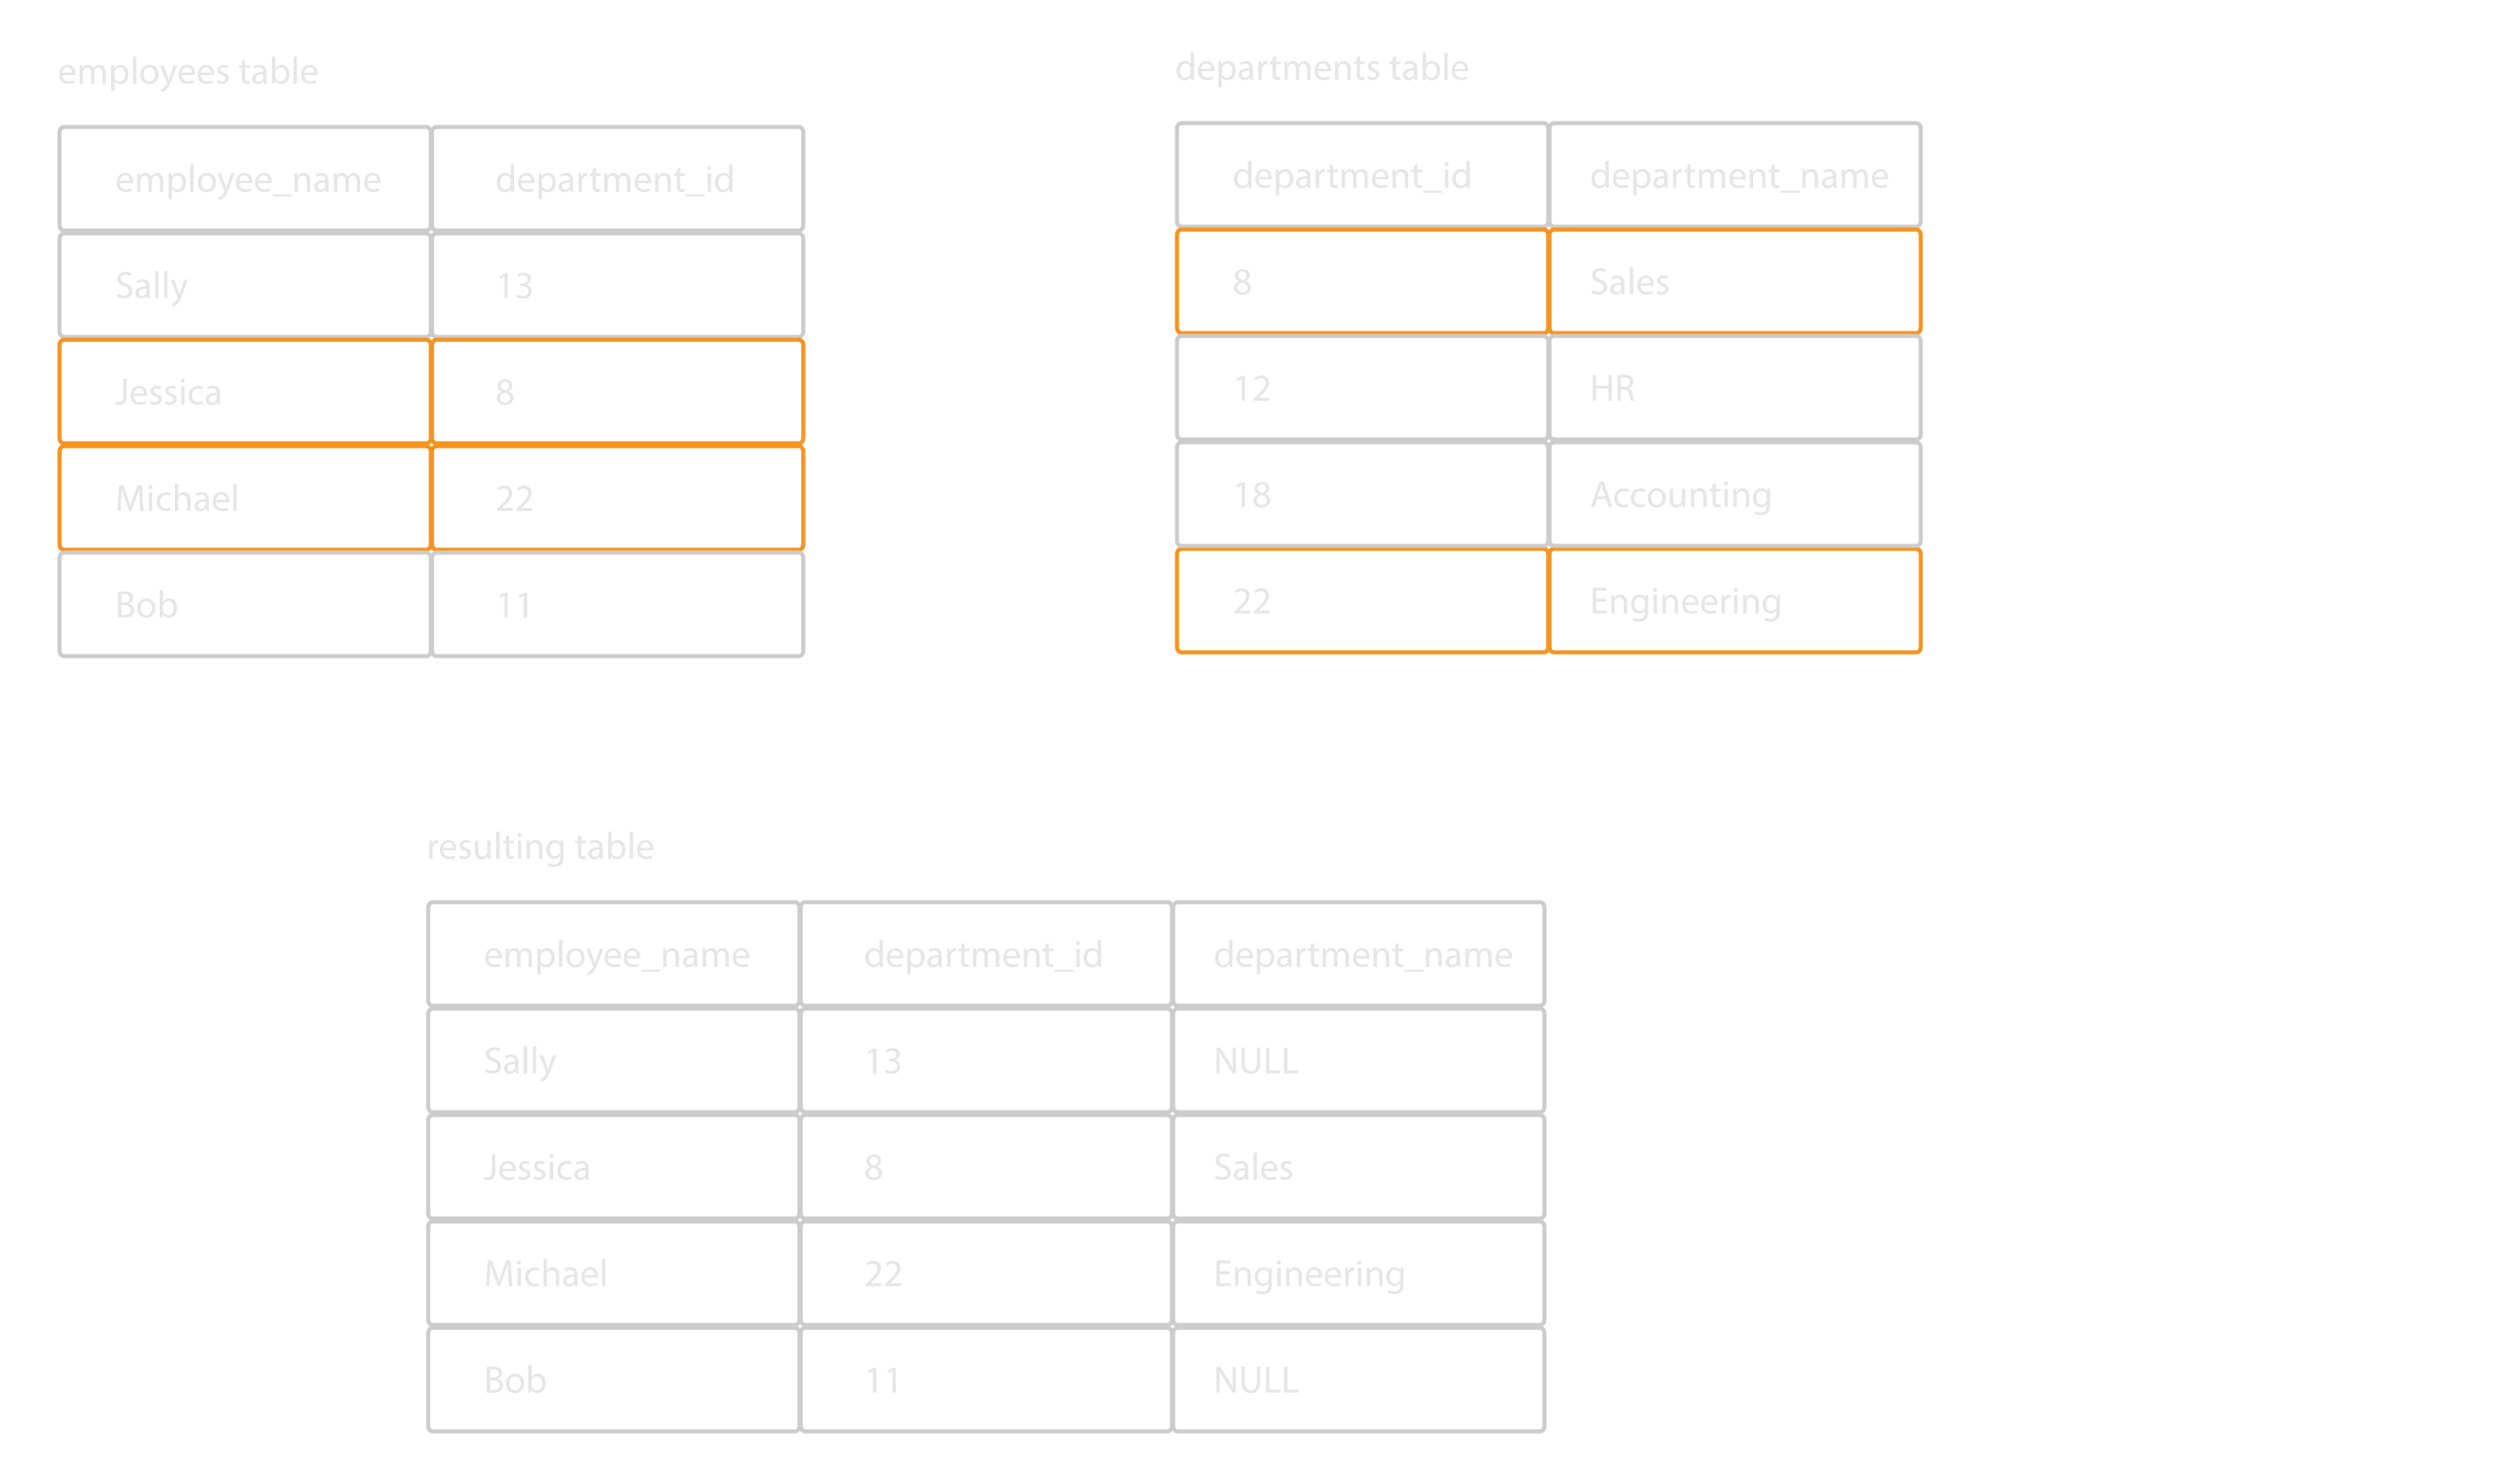 employees table
employee_name department_id
Sally 13
Jessica 8
Michael 22
Bob 11
departments table
department_id department_name
8 Sales
12 HR
18 Accounting
22 Engineering
resulting table
employee_name department_id department_name
Sally 13 NULL
Jessica 8 Sales
Michael 22 Engineering
Bob 11 NULL